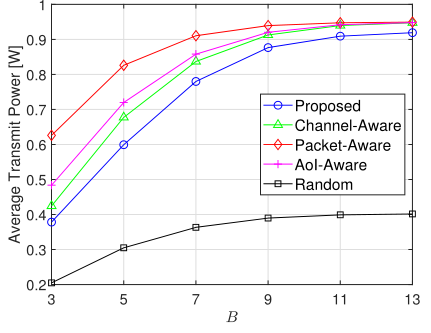 1
0.9
0.8
0.7
0.6
0.5
0.4
0.3
0.2
Average Transmit Power [W]
Proposed
Channel-Aware
Packet-Aware
AoI-Aware
Random
3 5 7 9 11 13
B